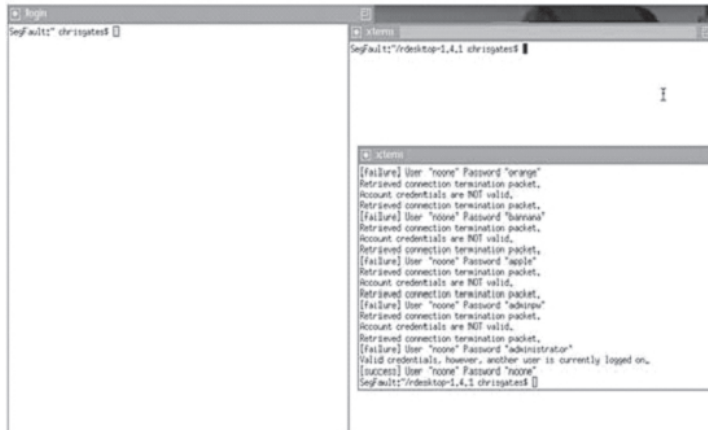 login
SegFault:~ chrisgates$
xterm
SegFault:~/rdesktop-1.4.1 chrisgates$
xterm
[failure] User "noone" Password "orange"
Retrieved connection termination packet.
Account credentials are NOT valid.
Retrieved connection termination packet.
[failure] User "noone" Password "bannana"
Retrieved connection termination packet.
Account credentials are NOT valid.
Retrieved connection termination packet.
[failure] User "noone" Password "apple"
Retrieved connection termination packet.
Account credentials are NOT valid.
Retrieved connection termination packet.
[failure] User "noone" Password "adminpw"
Retrieved connection termination packet.
Account credentials are NOT valid.
Retrieved connection termination packet.
[failure] User "noone" Password "administrator"
Valid credentials, however, another user is currently logged on.
[success] User "noone" Password "noone"
SegFault:~/rdesktop-1.4.1 chrisgates$